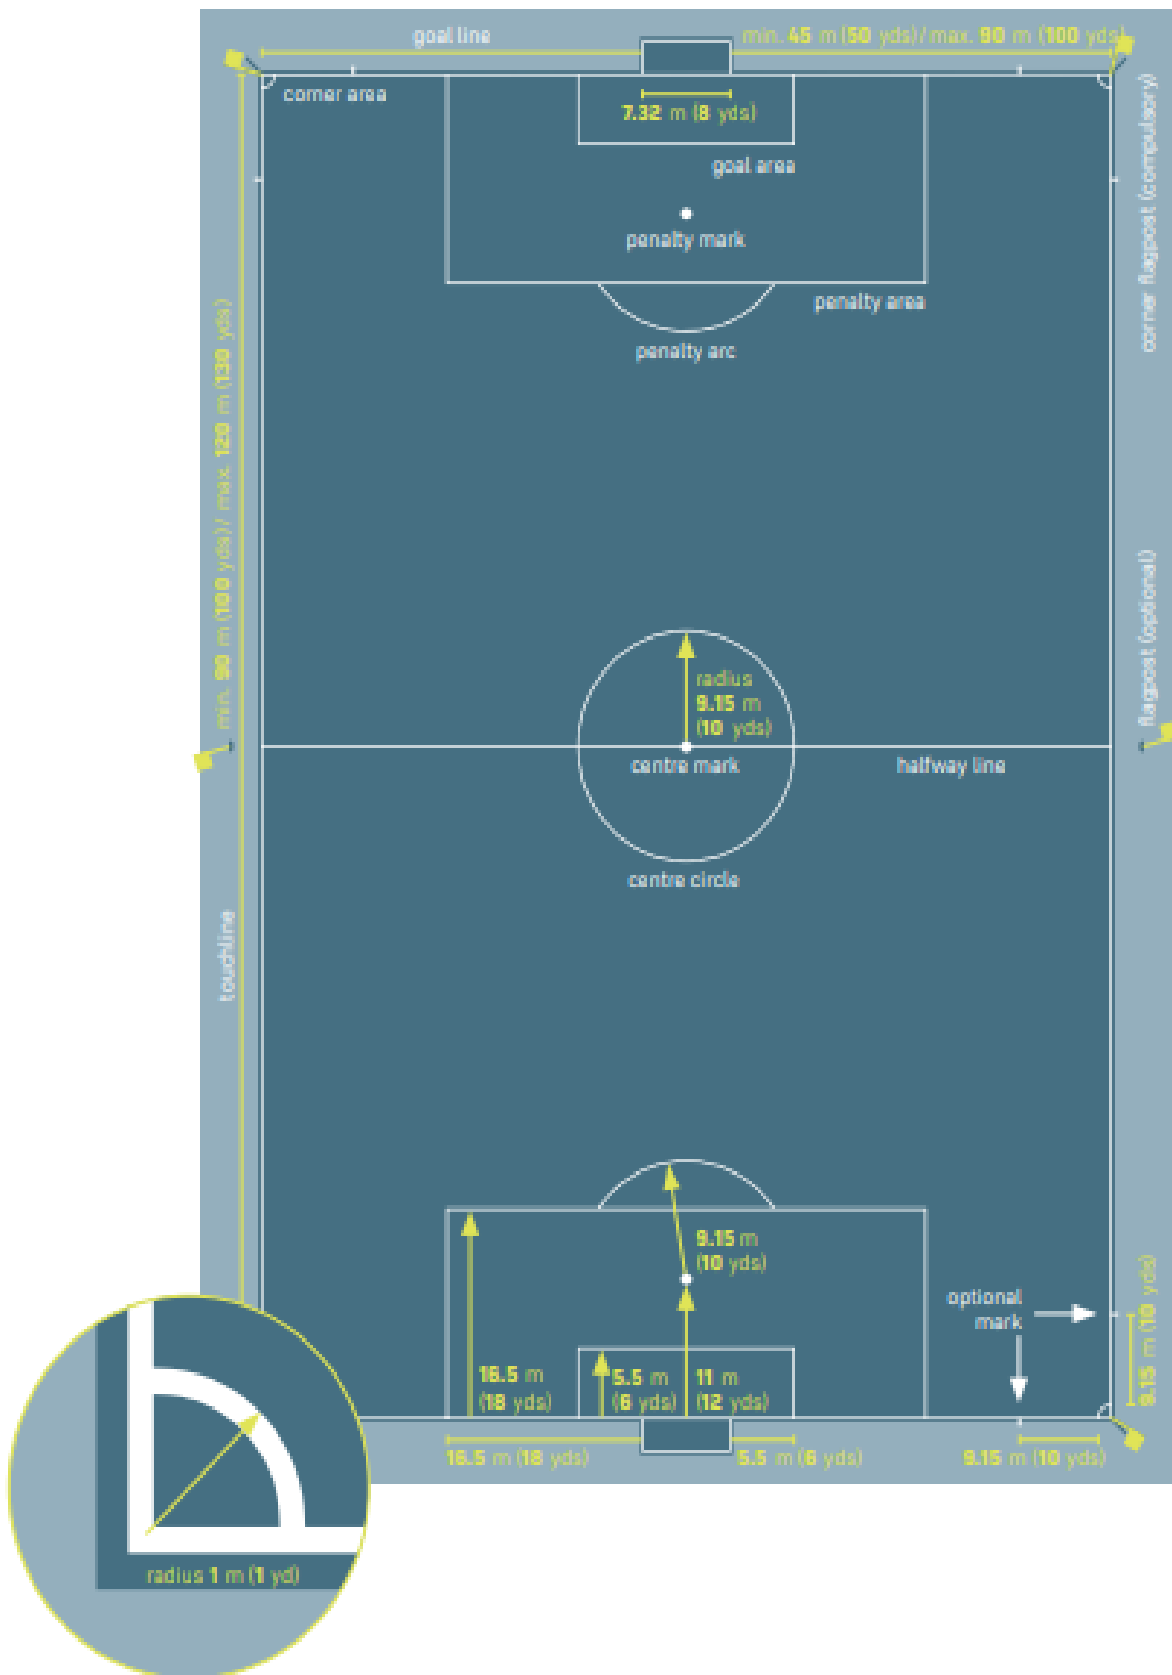 goal line
min. 45 m (50 yds)/max. 90 m (100 yds)
corner area
7.32 m (8 yds)
goal area
penalty mark
penalty area
penalty arc
corner flagpost (compulsory)
min. 90 m (100 yds)/ max. 120 m (130 yds)
flagpost (optional)
radius
9.15 m
(10 yds)
centre mark
halfway line
centre circle
touchline
9.15 m
(10 yds)
optional
mark
9.15 m (10 yds)
16.5 m
(18 yds)
5.5 m
(6 yds)
11 m
(12 yds)
16.5 m (18 yds)
5.5 m (6 yds)
9.15 m (10 yds)
radius 1 m (1 yd)